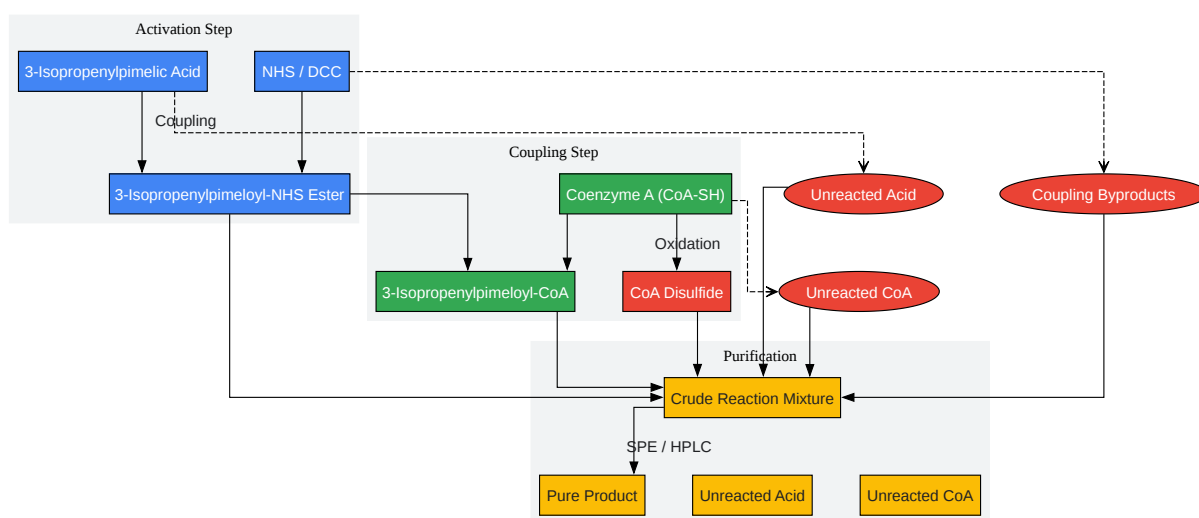 Activation Step
3-Isopropenylpimelic Acid
NHS / DCC
Coupling
Coupling Step
3-Isopropenylpimeloyl-NHS Ester
Coenzyme A (CoA-SH)
Unreacted Acid
Coupling Byproducts
Oxidation
3-Isopropenylpimeloyl-CoA
CoA Disulfide
Unreacted CoA
Purification
Crude Reaction Mixture
SPE / HPLC
Pure Product
Unreacted Acid
Unreacted CoA